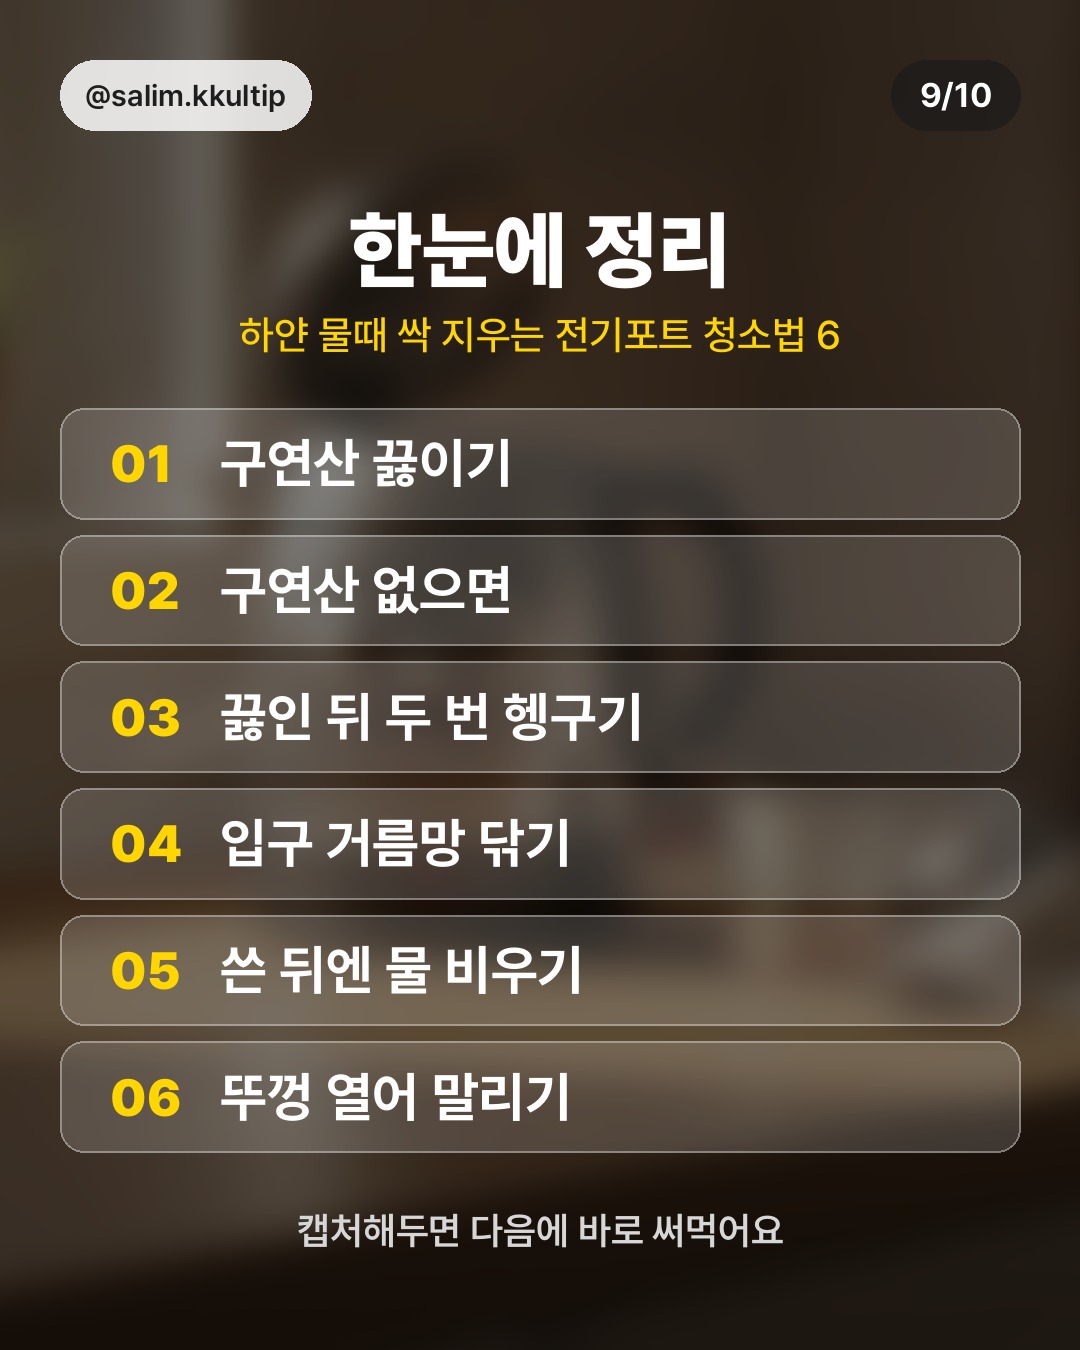 @salim.kkultip
9/10
한눈에 정리
하얀 물때 싹 지우는 전기포트 청소법 6
01 구연산 끓이기
02 구연산 없으면
03 끓인 뒤 두 번 헹구기
04 입구 거름망 닦기
05 쓴 뒤엔 물 비우기
06 뚜껑 열어 말리기
캡처해두면 다음에 바로 써먹어요